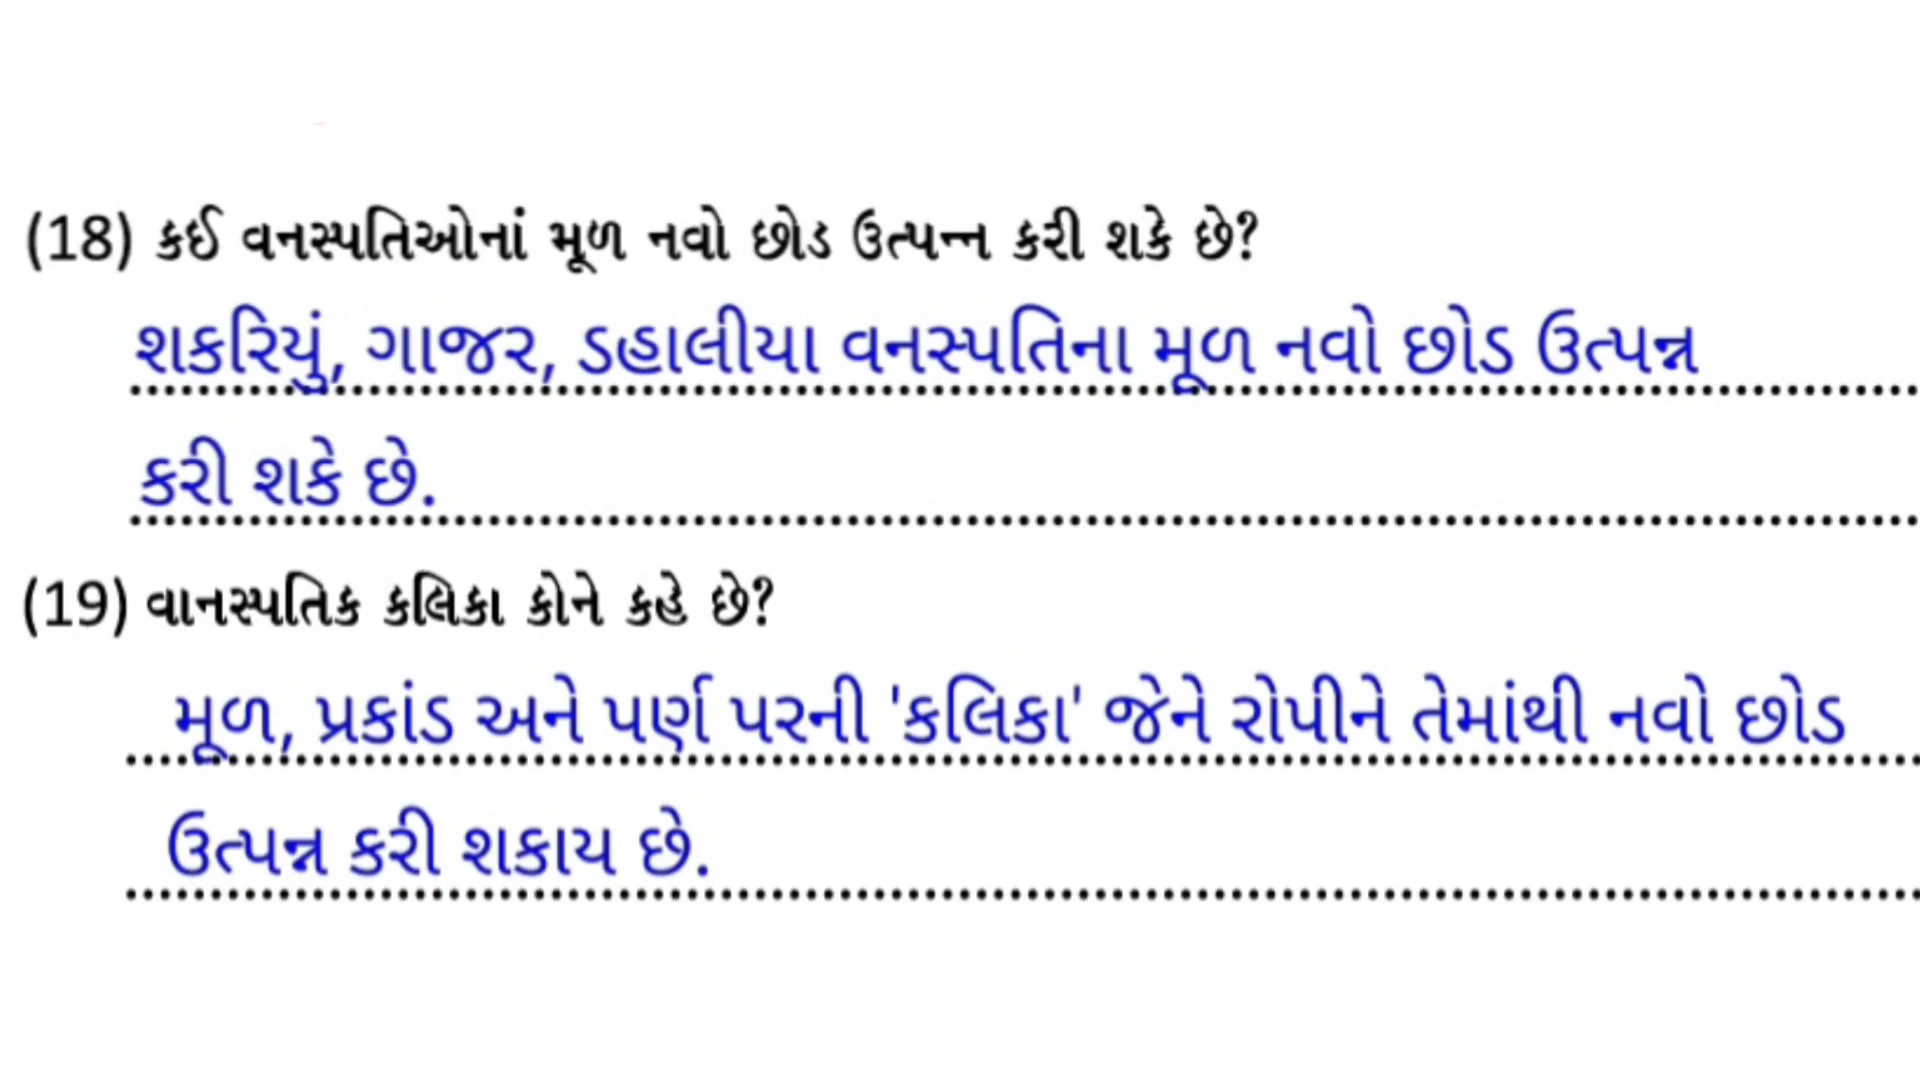 (18) કઈ વનસ્પતિઓનાં મૂળ નવો છોડ ઉત્પન્ન કરી શકે છે?
શકરિયું, ગાજર, ડહાલીયા વનસ્પતિના મૂળ નવો છોડ ઉત્પન્ન
કરી શકે છે.
(19) વાનસ્પતિક કલિકા કોને કહે છે?
મૂળ, પ્રકાંડ અને પર્ણ પરની 'કલિકા' જેને રોપીને તેમાંથી નવો છોડ
ઉત્પન્ન કરી શકાય છે.